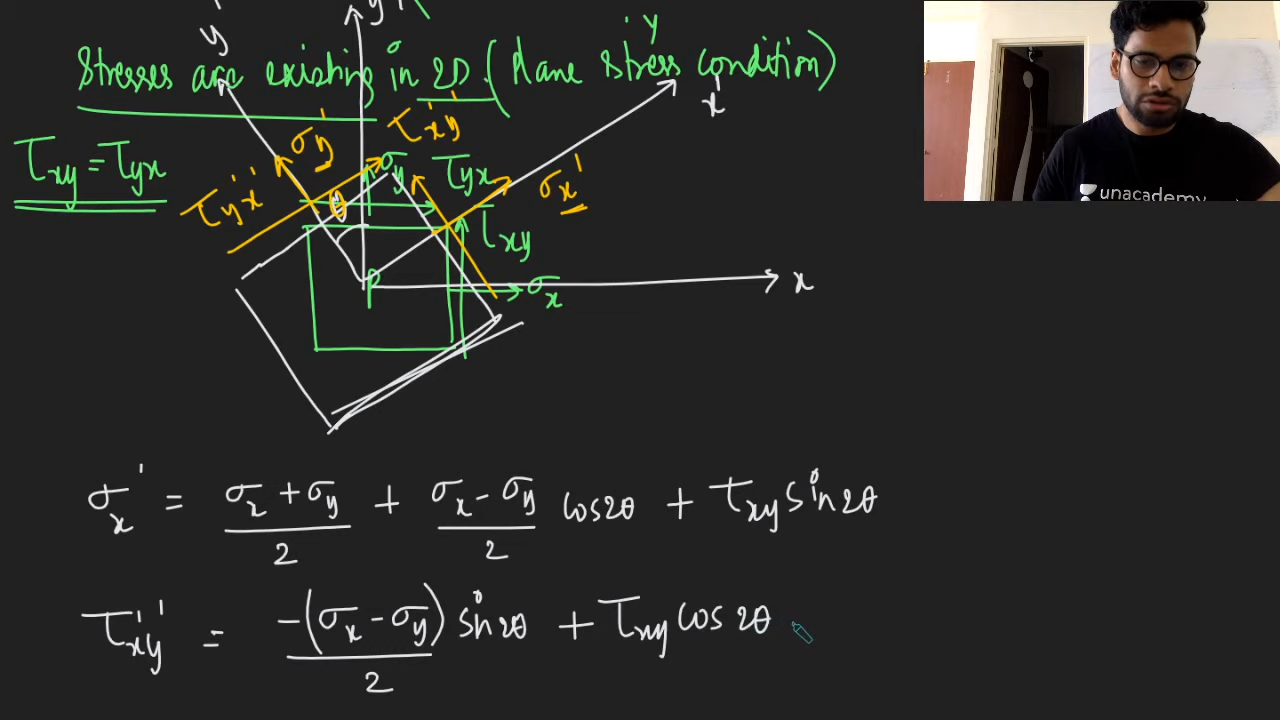 y
y'
Stresses are existing in 2D. (Plane stress condition)
x'
τxy = τyx
σy'
τx'y'
τy'x'
θ
σy
τyx
σx'
τxy
P
σx
x
unacademy
σx' = (σx + σy)/2 + (σx - σy)/2 cos2θ + τxy sin2θ
τx'y' = -(σx - σy)/2 sin2θ + τxy cos 2θ